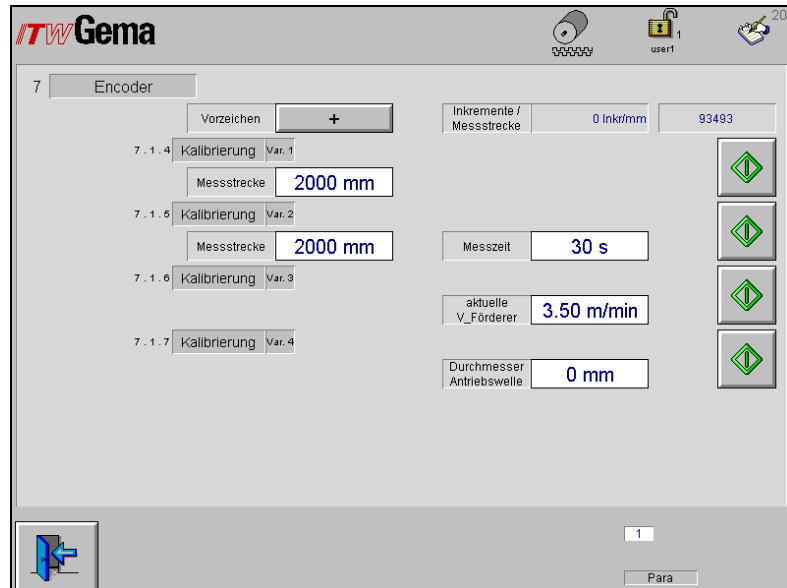 ITWGema
1
user1
20
7 Encoder
Vorzeichen +
Inkremente /
Messstrecke 0 Inkr/mm 93493
7.1.4 Kalibrierung Var. 1
Messstrecke 2000 mm
7.1.5 Kalibrierung Var. 2
Messstrecke 2000 mm Messzeit 30 s
7.1.6 Kalibrierung Var. 3
aktuelle
V_Förderer 3.50 m/min
7.1.7 Kalibrierung Var. 4
Durchmesser
Antriebswelle 0 mm
1
Para